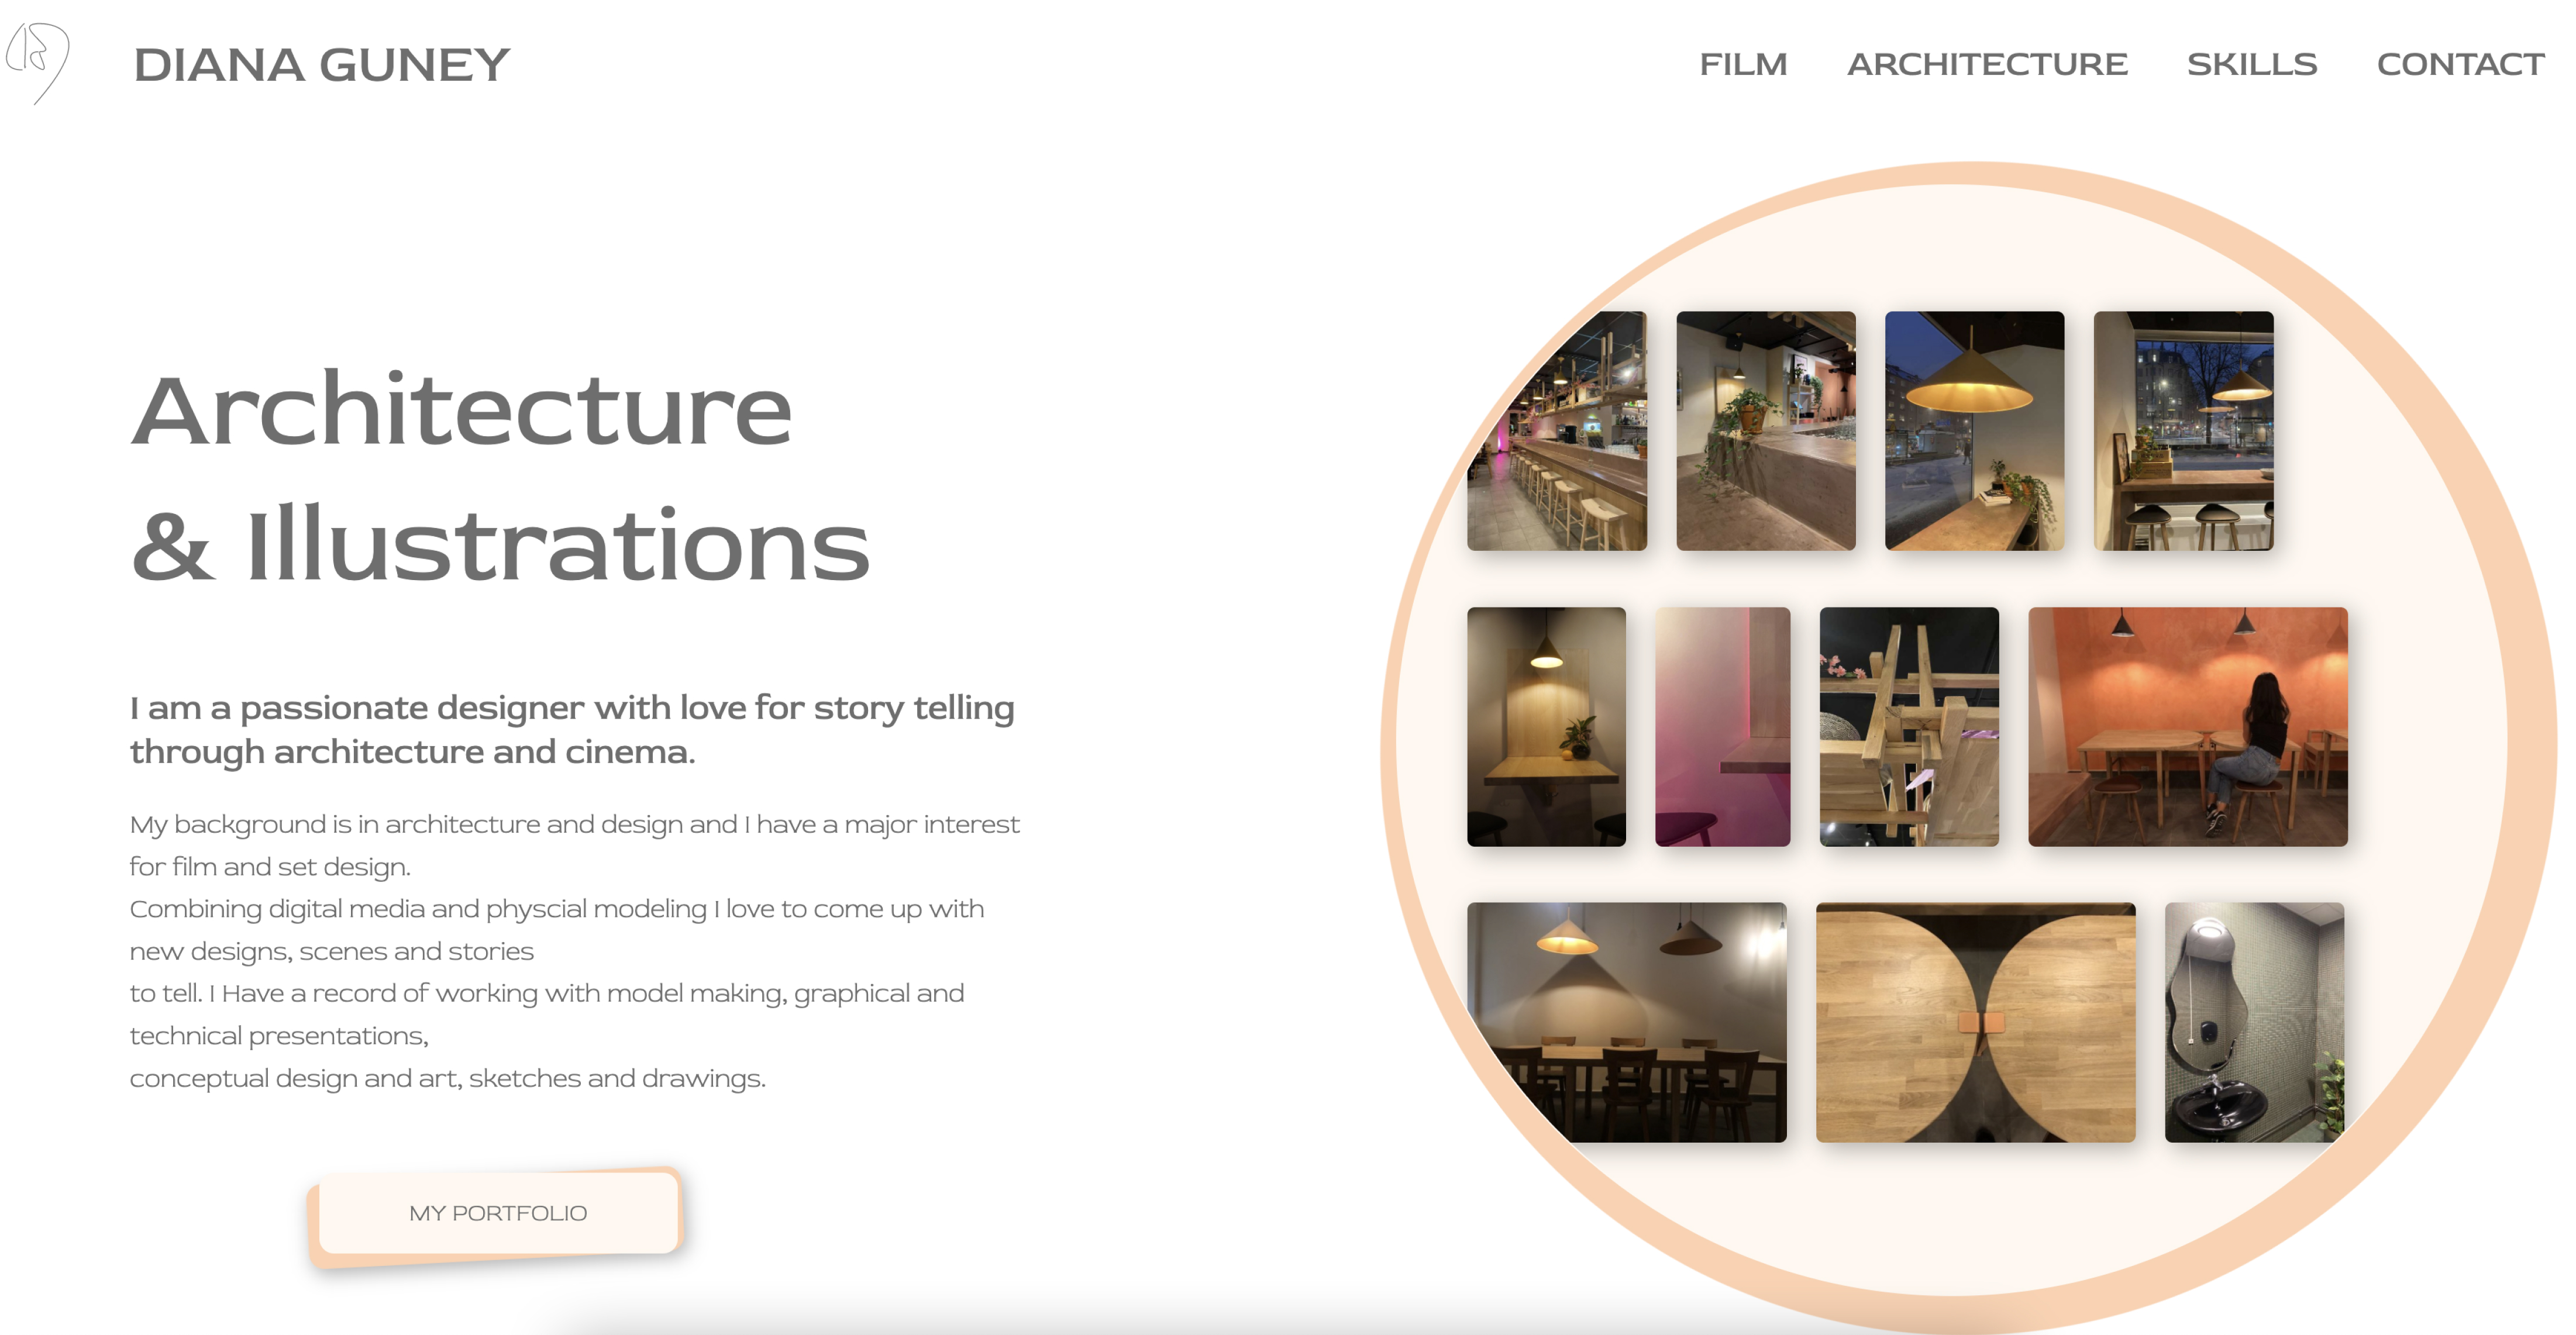 DIANA GUNEY
FILM ARCHITECTURE SKILLS CONTACT
Architecture
& Illustrations
I am a passionate designer with love for story telling
through architecture and cinema.
My background is in architecture and design and I have a major interest
for film and set design.
Combining digital media and physcial modeling I love to come up with
new designs, scenes and stories
to tell. I Have a record of working with model making, graphical and
technical presentations,
conceptual design and art, sketches and drawings.
MY PORTFOLIO